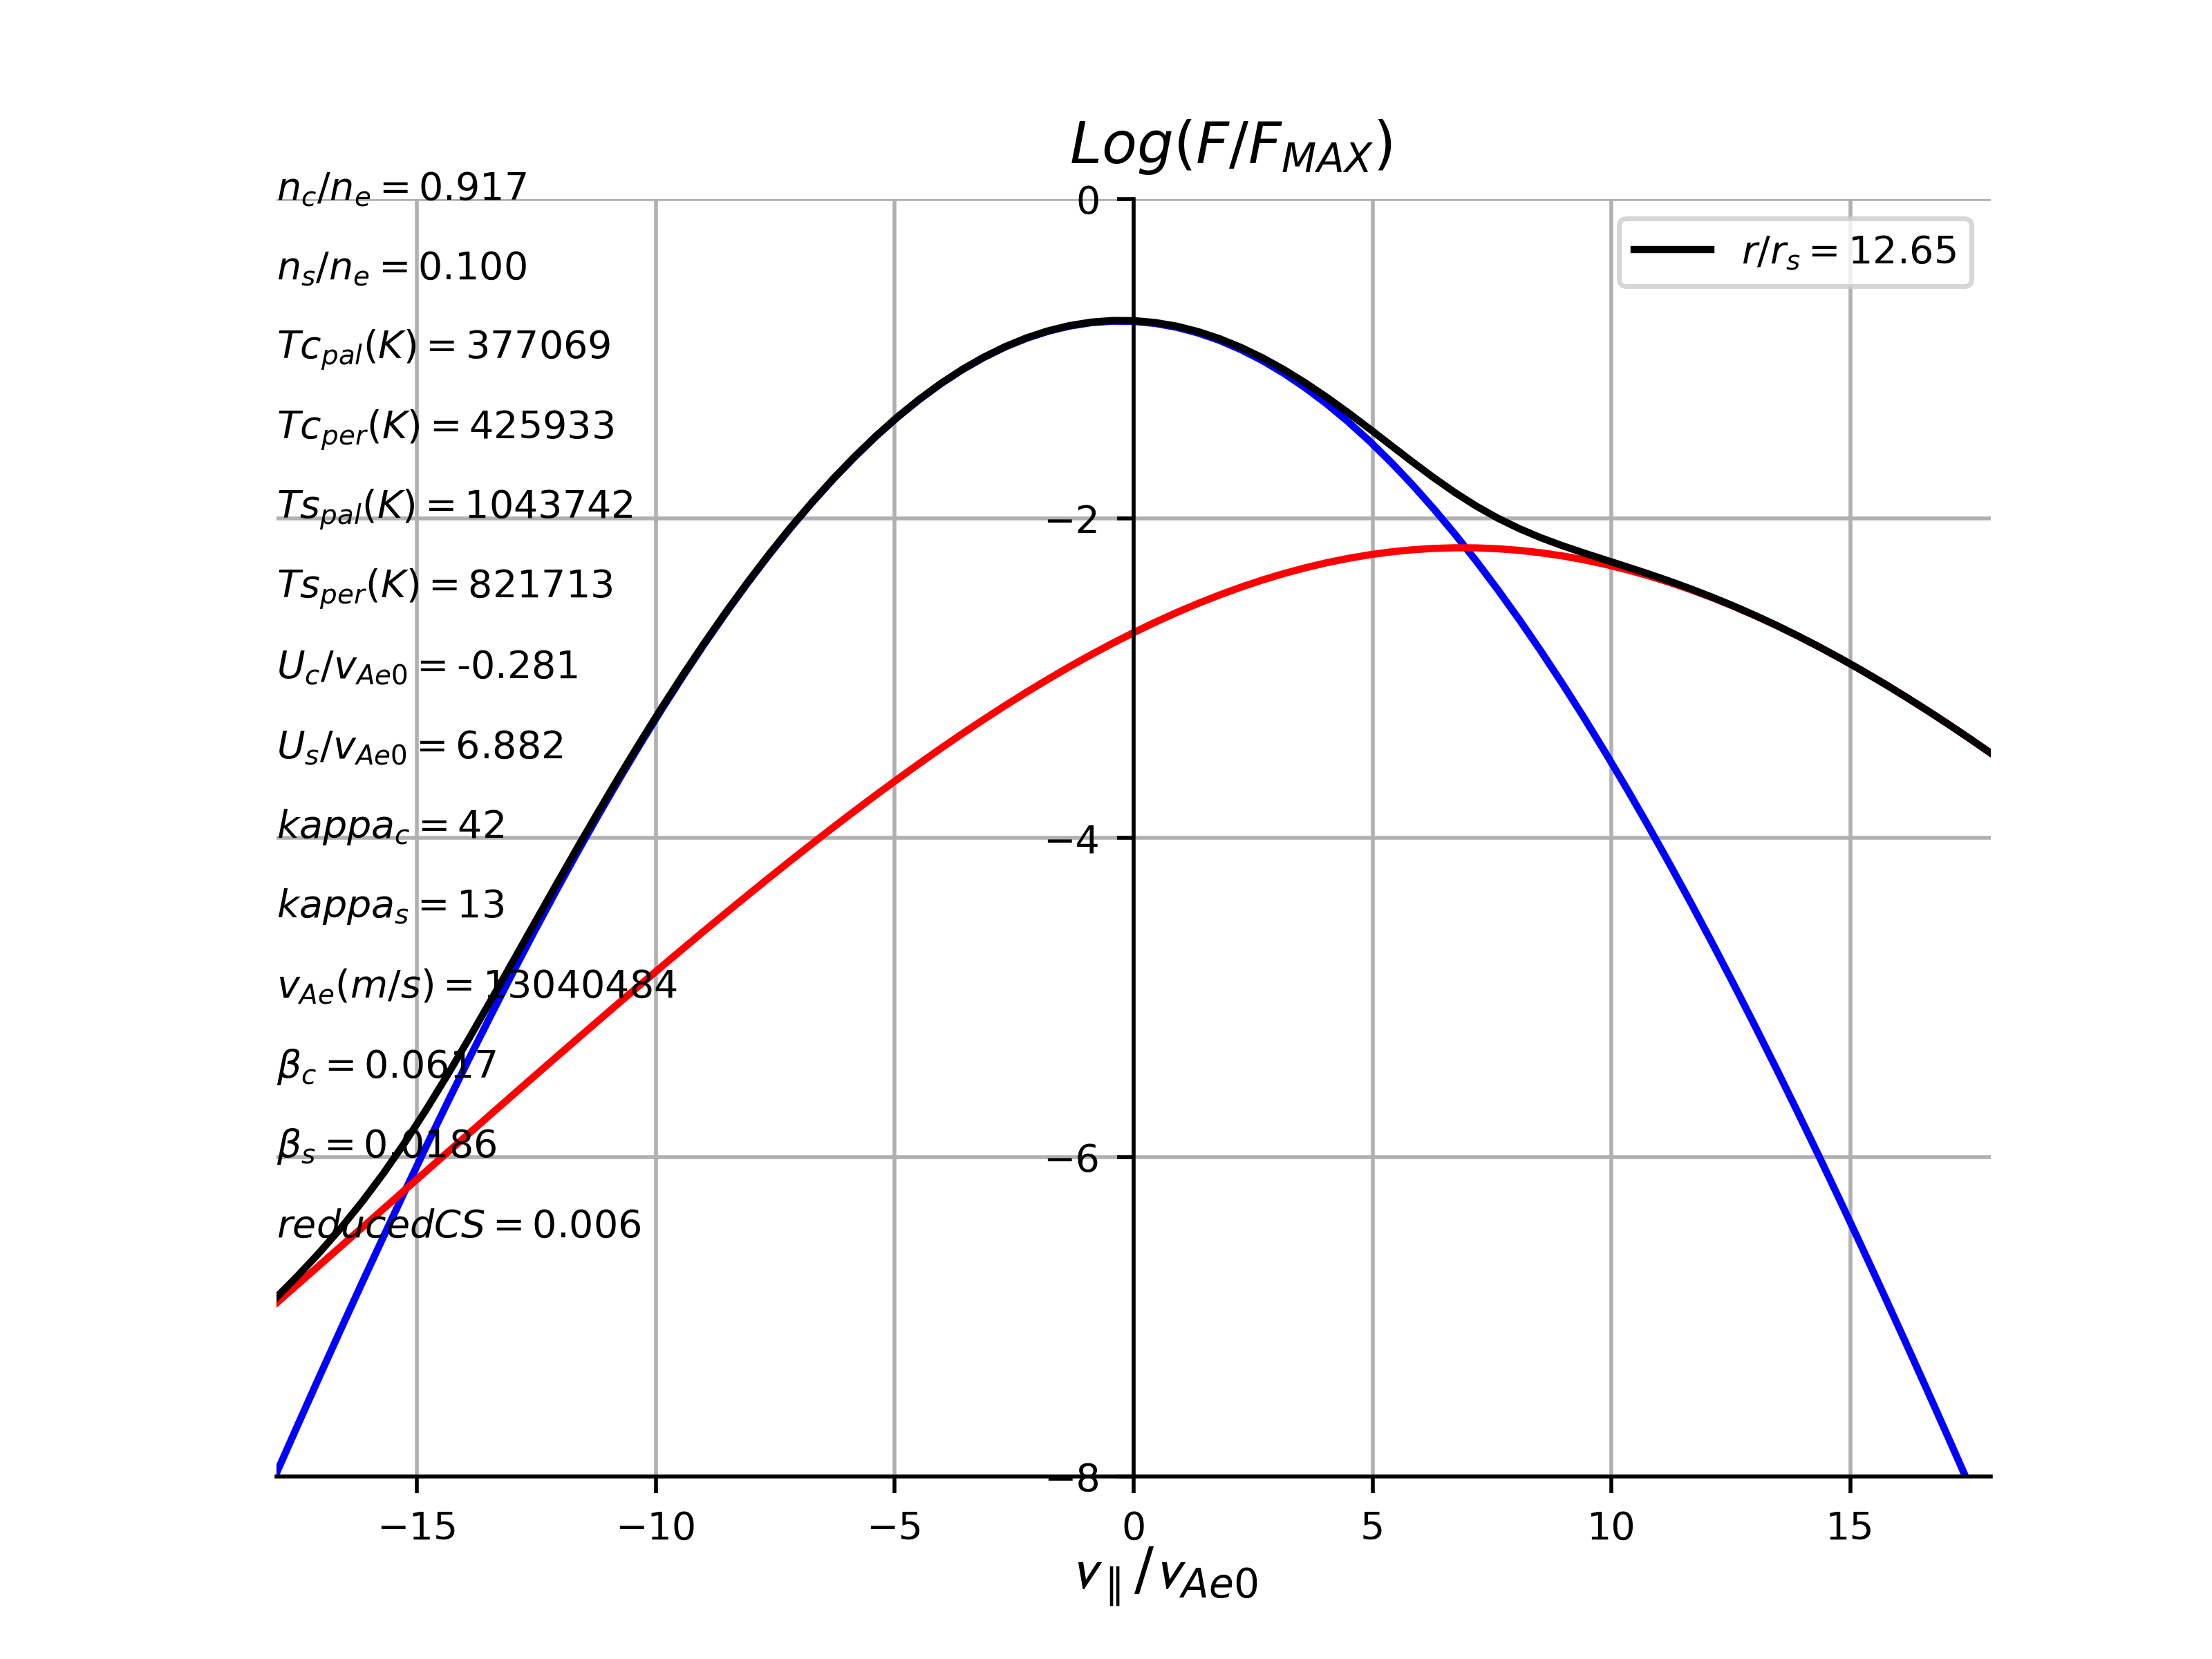 Log(F/F_MAX)
n_c/n_e = 0.917
n_s/n_e = 0.100
Tc_pal(K) = 377069
Tc_per(K) = 425933
Ts_pal(K) = 1043742
Ts_per(K) = 821713
U_c/v_Ae0 = -0.281
U_s/v_Ae0 = 6.882
kappa_c = 42
kappa_s = 13
v_Ae(m/s) = 13040484
β_c = 0.0617
β_s = 0.0186
reducedCS = 0.006
r/r_s = 12.65
0
−2
−4
−6
−8
−15 −10 −5 0 5 10 15
v_∥/v_Ae0